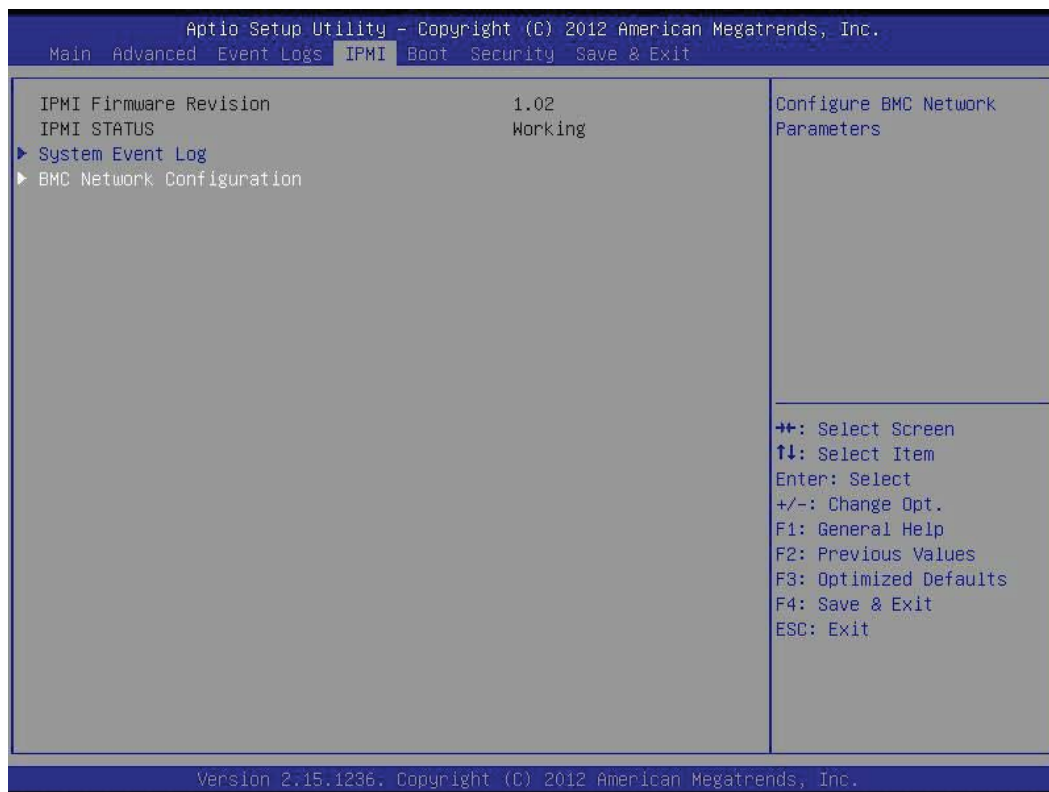 Aptio Setup Utility – Copyright (C) 2012 American Megatrends, Inc.
Main Advanced Event Logs IPMI Boot Security Save & Exit
IPMI Firmware Revision 1.02
IPMI STATUS Working
▶ System Event Log
▶ BMC Network Configuration
Configure BMC Network
Parameters
→←: Select Screen
↑↓: Select Item
Enter: Select
+/-: Change Opt.
F1: General Help
F2: Previous Values
F3: Optimized Defaults
F4: Save & Exit
ESC: Exit
Version 2.15.1236. Copyright (C) 2012 American Megatrends, Inc.